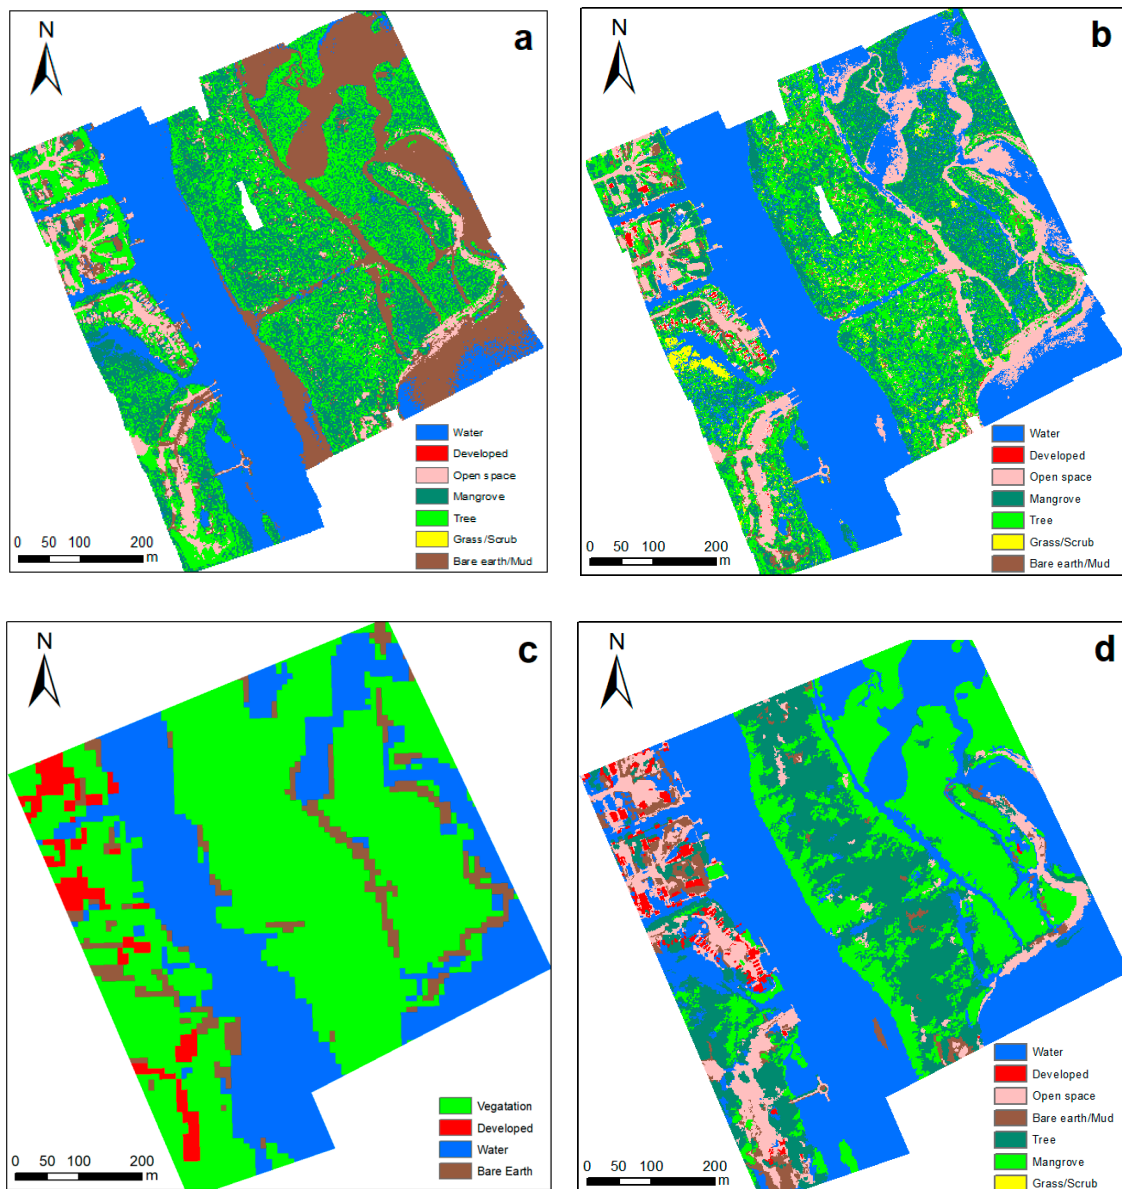 N
a
Water
Developed
Open space
Mangrove
Tree
Grass/Scrub
Bare earth/Mud
0 50 100 200
m
N
b
Water
Developed
Open space
Mangrove
Tree
Grass/Scrub
Bare earth/Mud
0 50 100 200
m
N
c
Vegatation
Developed
Water
Bare Earth
0 50 100 200
m
N
d
Water
Developed
Open space
Bare earth/Mud
Tree
Mangrove
Grass/Scrub
0 50 100 200
m